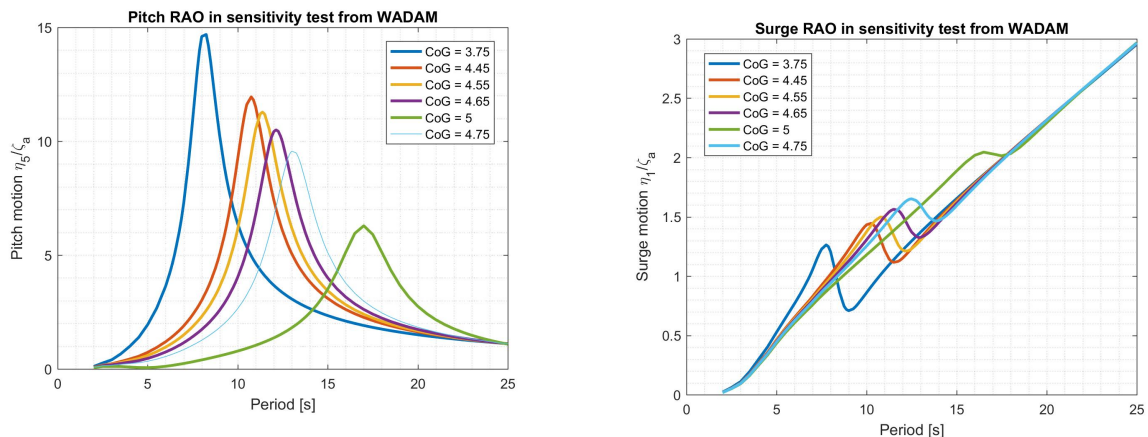 Pitch RAO in sensitivity test from WADAM
15
10
5
0
Pitch motion η5/ζa
CoG = 3.75
CoG = 4.45
CoG = 4.55
CoG = 4.65
CoG = 5
CoG = 4.75
0 5 10 15 20 25
Period [s]
Surge RAO in sensitivity test from WADAM
3
2.5
2
1.5
1
0.5
0
Surge motion η1/ζa
CoG = 3.75
CoG = 4.45
CoG = 4.55
CoG = 4.65
CoG = 5
CoG = 4.75
0 5 10 15 20 25
Period [s]